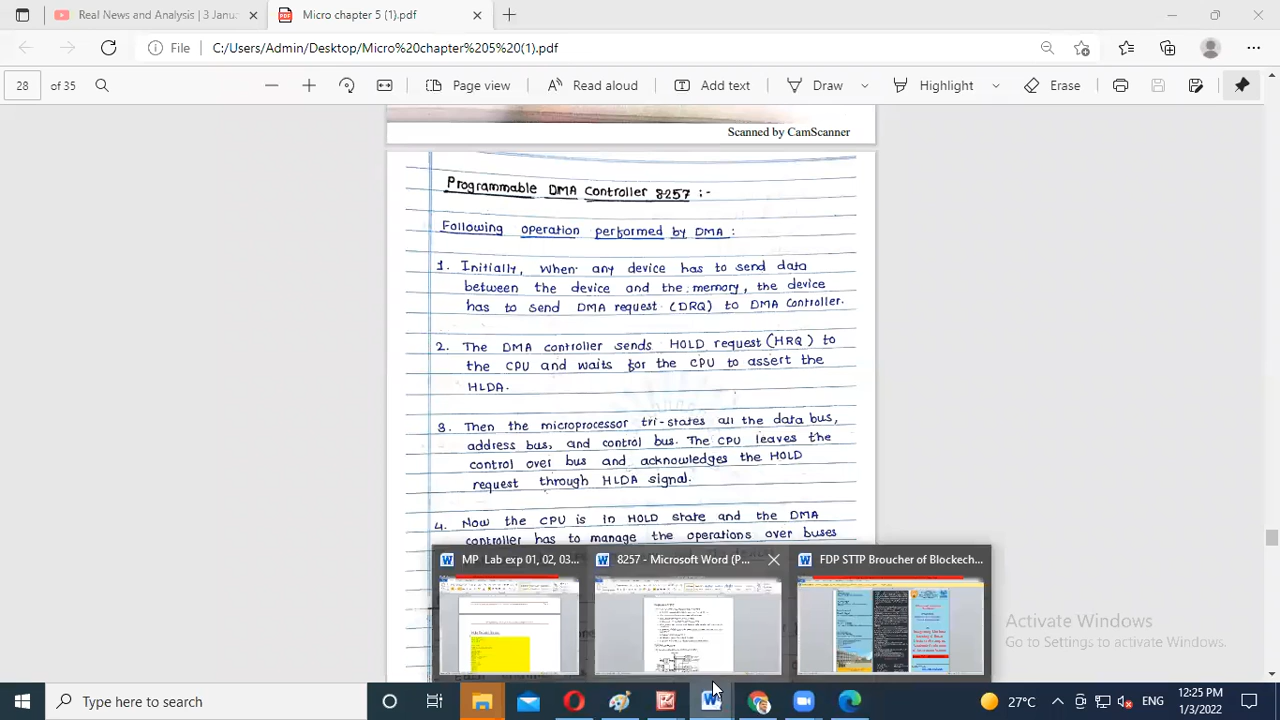 Real News and Analysis | 3 Janu
Micro chapter 5 (1).pdf
File
C:/Users/Admin/Desktop/Micro%20chapter%205%20(1).pdf
28
of 35
Page view
Read aloud
Add text
Draw
Highlight
Erase
Scanned by CamScanner
Programmable DMA Controller 8257 :-
Following operation performed by DMA :
1. Initially, when any device has to send data
between the device and the memory, the device
has to send DMA request (DRQ) to DMA controller.
2. The DMA controller sends HOLD request (HRQ) to
the CPU and waits for the CPU to assert the
HLDA.
3. Then the microprocessor tri-states all the data bus,
address bus, and control bus. The CPU leaves the
control over bus and acknowledges the HOLD
request through HLDA signal.
4. Now the CPU is in HOLD state and the DMA
controller has to manage the operations over buses
MP Lab exp 01, 02, 03...
8257 - Microsoft Word (P...
FDP STTP Broucher of Blockech...
Activate Windows
Go to Settings to activate Windows.
Type here to search
27°C
ENG
12:25 PM
1/3/2022